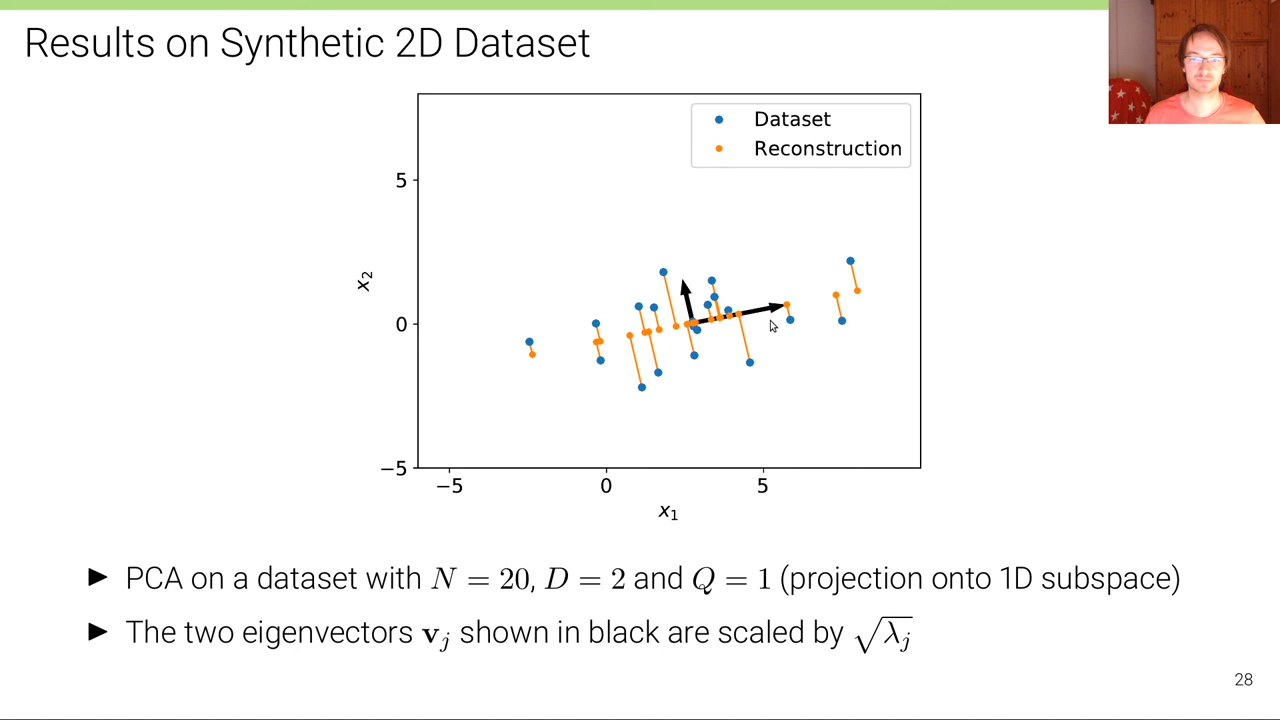 Results on Synthetic 2D Dataset
Dataset
Reconstruction
5
0
−5
x₂
−5
0
5
x₁
▶ PCA on a dataset with N = 20, D = 2 and Q = 1 (projection onto 1D subspace)
▶ The two eigenvectors vⱼ shown in black are scaled by √λⱼ
28